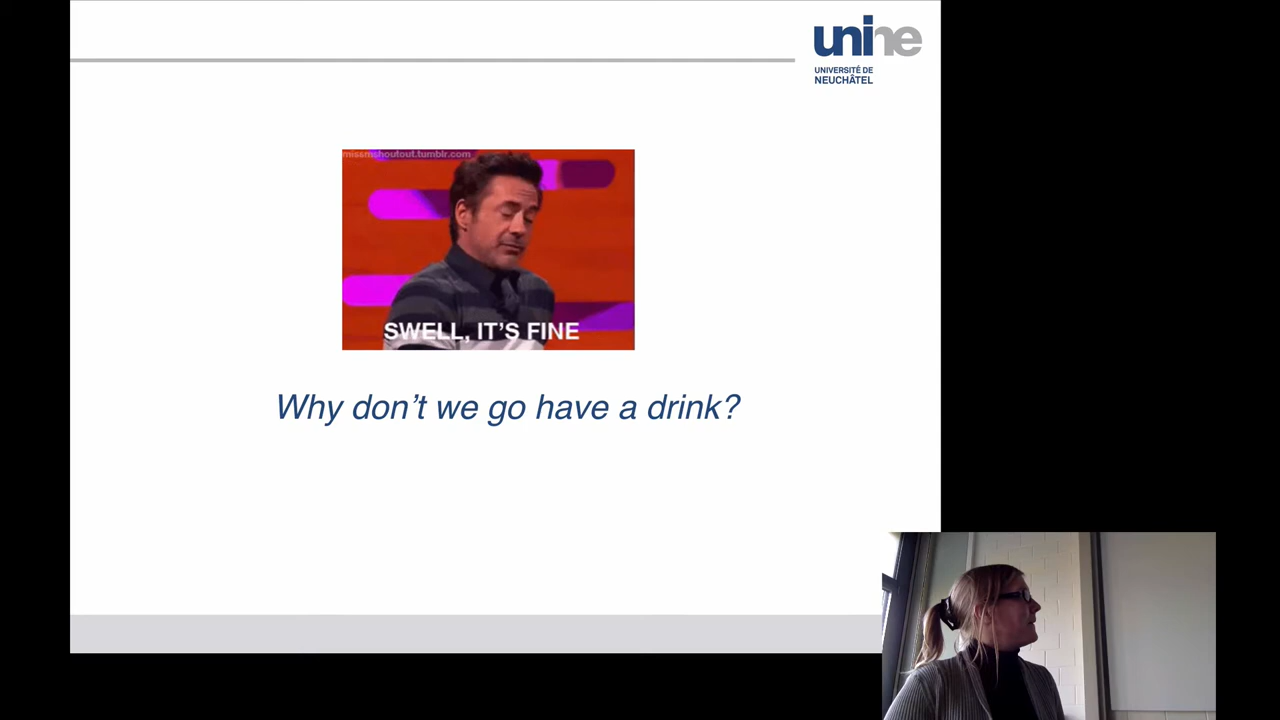 unine
UNIVERSITÉ DE
NEUCHÂTEL
missmshoutout.tumblr.com
SWELL, IT'S FINE
Why don't we go have a drink?